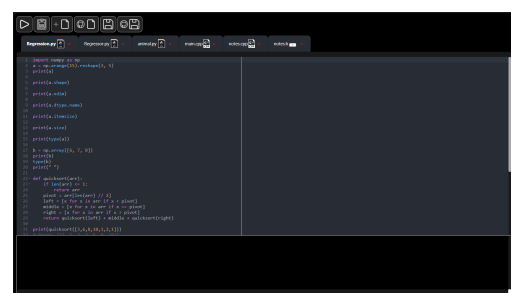 Regression.py
Regressor.py
animal.py
main.cpp
notes.cpp
notes.h
import numpy as np
a = np.arange(15).reshape(3, 5)
print(a)
print(a.shape)
print(a.ndim)
print(a.dtype.name)
print(a.itemsize)
print(a.size)
print(type(a))
b = np.array([6, 7, 8])
print(b)
type(b)
print(" ")
def quicksort(arr):
if len(arr) <= 1:
return arr
pivot = arr[len(arr) // 2]
left = [x for x in arr if x < pivot]
middle = [x for x in arr if x == pivot]
right = [x for x in arr if x > pivot]
return quicksort(left) + middle + quicksort(right)
print(quicksort([3,6,8,10,1,2,1]))